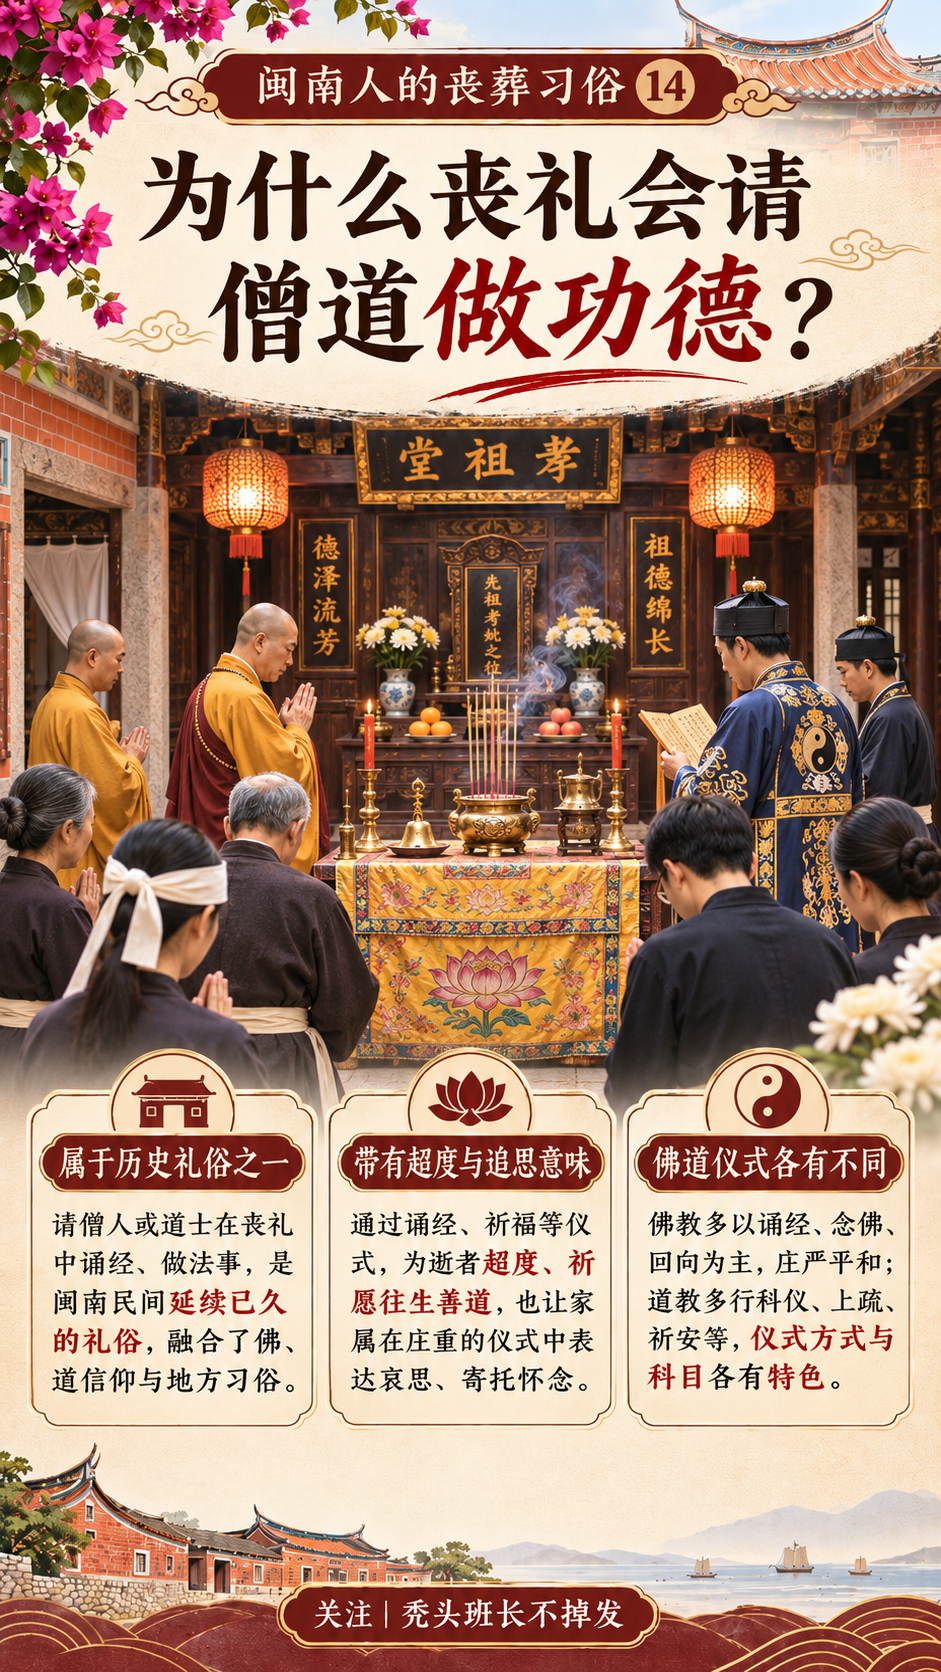 闽南人的丧葬习俗 14
为什么丧礼会请
僧道做功德？
堂祖孝
德泽流芳
先祖考妣之位
祖德绵长
属于历史礼俗之一
请僧人或道士在丧礼
中诵经、做法事，是
闽南民间延续已久
的礼俗，融合了佛、
道信仰与地方习俗。
带有超度与追思意味
通过诵经、祈福等仪
式，为逝者超度、祈
愿往生善道，也让家
属在庄重的仪式中表
达哀思、寄托怀念。
佛道仪式各有不同
佛教多以诵经、念佛、
回向为主，庄严平和；
道教多行科仪、上疏、
祈安等，仪式方式与
科目各有特色。
关注 | 秃头班长不掉发